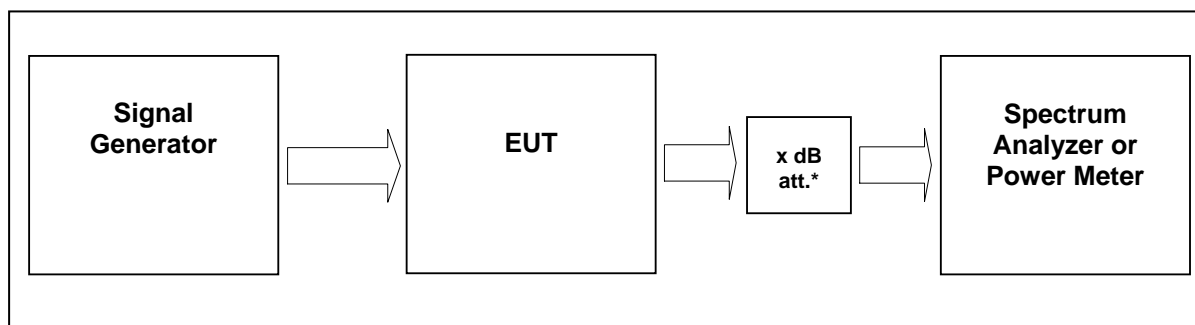 Signal
Generator
EUT
x dB
att.*
Spectrum
Analyzer or
Power Meter